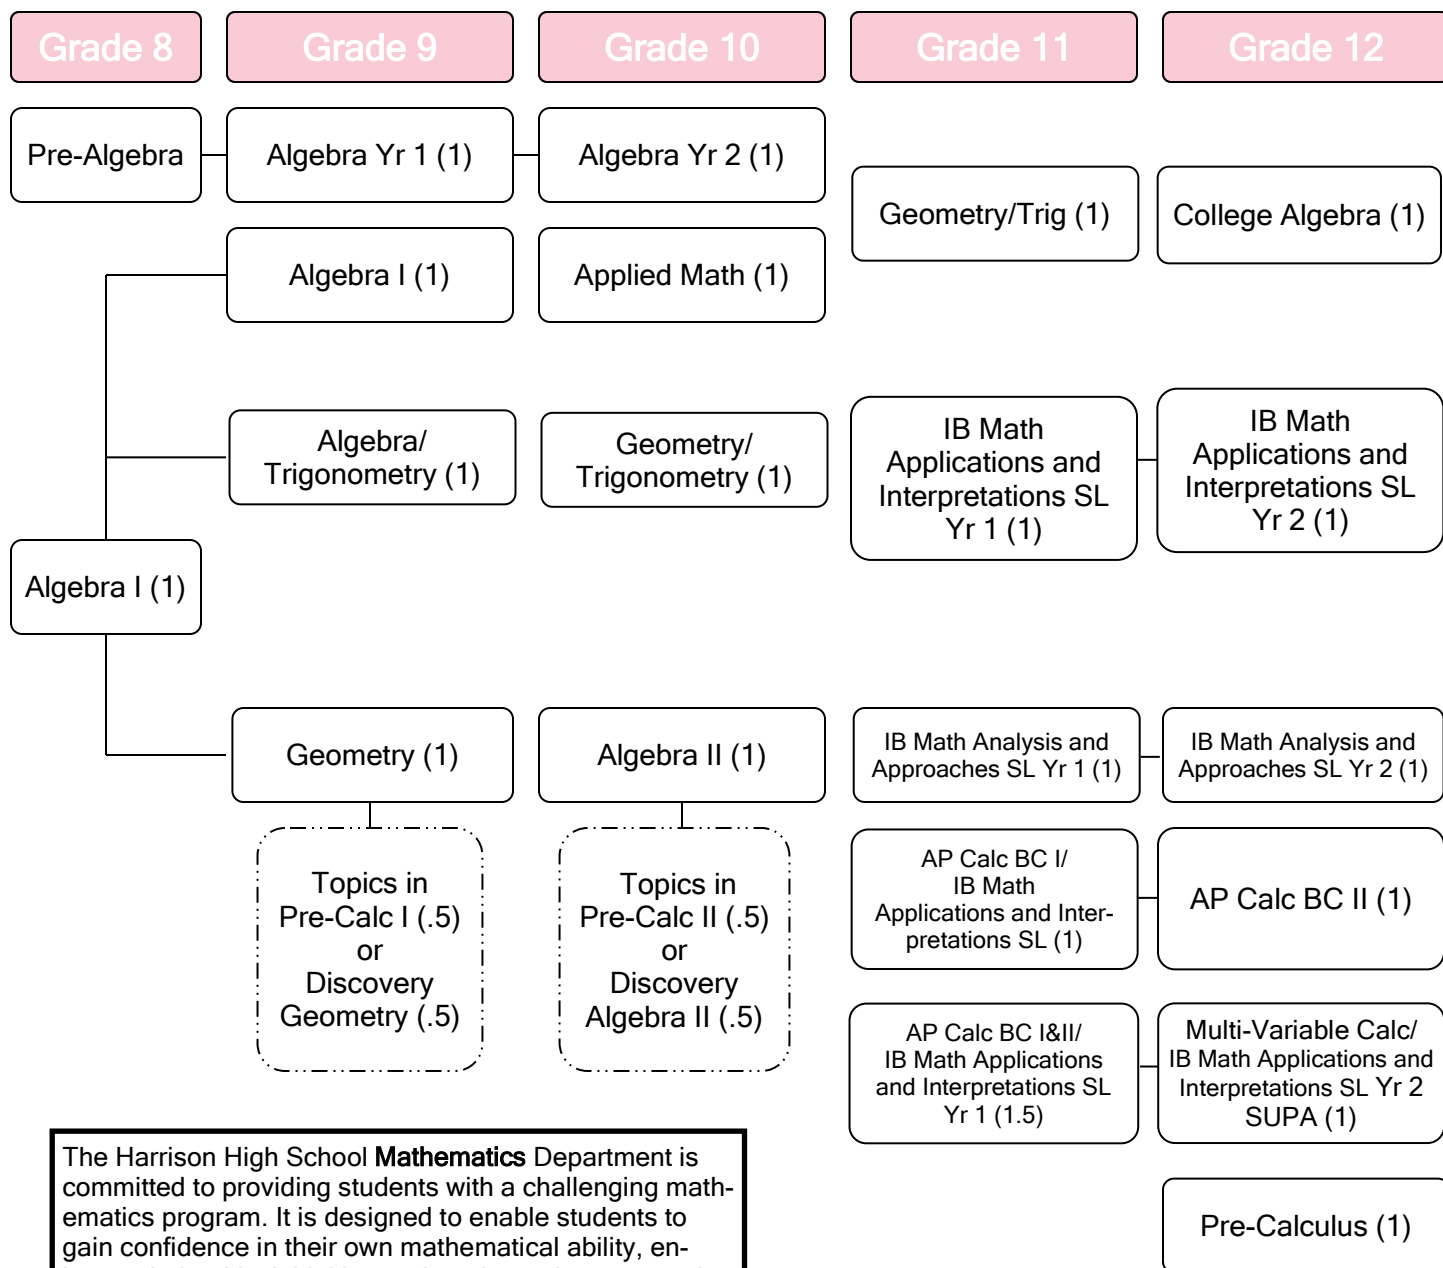 Grade 8
Grade 9
Grade 10
Grade 11
Grade 12
Pre-Algebra
Algebra Yr 1 (1)
Algebra Yr 2 (1)
Geometry/Trig (1)
College Algebra (1)
Algebra I (1)
Applied Math (1)
Algebra/
Trigonometry (1)
Geometry/
Trigonometry (1)
IB Math
Applications and
Interpretations SL
Yr 1 (1)
IB Math
Applications and
Interpretations SL
Yr 2 (1)
Algebra I (1)
Geometry (1)
Algebra II (1)
IB Math Analysis and
Approaches SL Yr 1 (1)
IB Math Analysis and
Approaches SL Yr 2 (1)
Topics in
Pre-Calc I (.5)
or
Discovery
Geometry (.5)
Topics in
Pre-Calc II (.5)
or
Discovery
Algebra II (.5)
AP Calc BC I/
IB Math
Applications and Inter-
pretations SL (1)
AP Calc BC II (1)
AP Calc BC I&II/
IB Math Applications
and Interpretations SL
Yr 1 (1.5)
Multi-Variable Calc/
IB Math Applications and
Interpretations SL Yr 2
SUPA (1)
Pre-Calculus (1)
The Harrison High School Mathematics Department is
committed to providing students with a challenging math-
ematics program. It is designed to enable students to
gain confidence in their own mathematical ability, en-